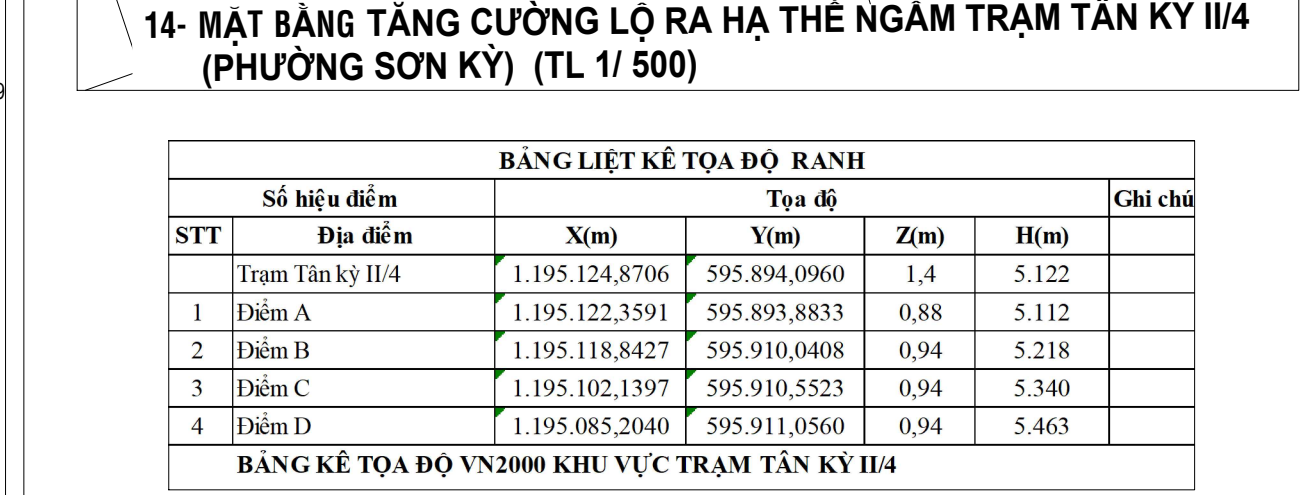 14- MẶT BẰNG TĂNG CƯỜNG LỘ RA HẠ THẾ NGẦM TRẠM TÂN KỲ II/4
(PHƯỜNG SƠN KỲ) (TL 1/ 500)
9
BẢNG LIỆT KÊ TỌA ĐỘ RANH
Số hiệu điểm Tọa độ Ghi chú
STT Địa điểm X(m) Y(m) Z(m) H(m)
Trạm Tân kỳ II/4 1.195.124,8706 595.894,0960 1,4 5.122
1 Điểm A 1.195.122,3591 595.893,8833 0,88 5.112
2 Điểm B 1.195.118,8427 595.910,0408 0,94 5.218
3 Điểm C 1.195.102,1397 595.910,5523 0,94 5.340
4 Điểm D 1.195.085,2040 595.911,0560 0,94 5.463
BẢNG KÊ TỌA ĐỘ VN2000 KHU VỰC TRẠM TÂN KỲ II/4